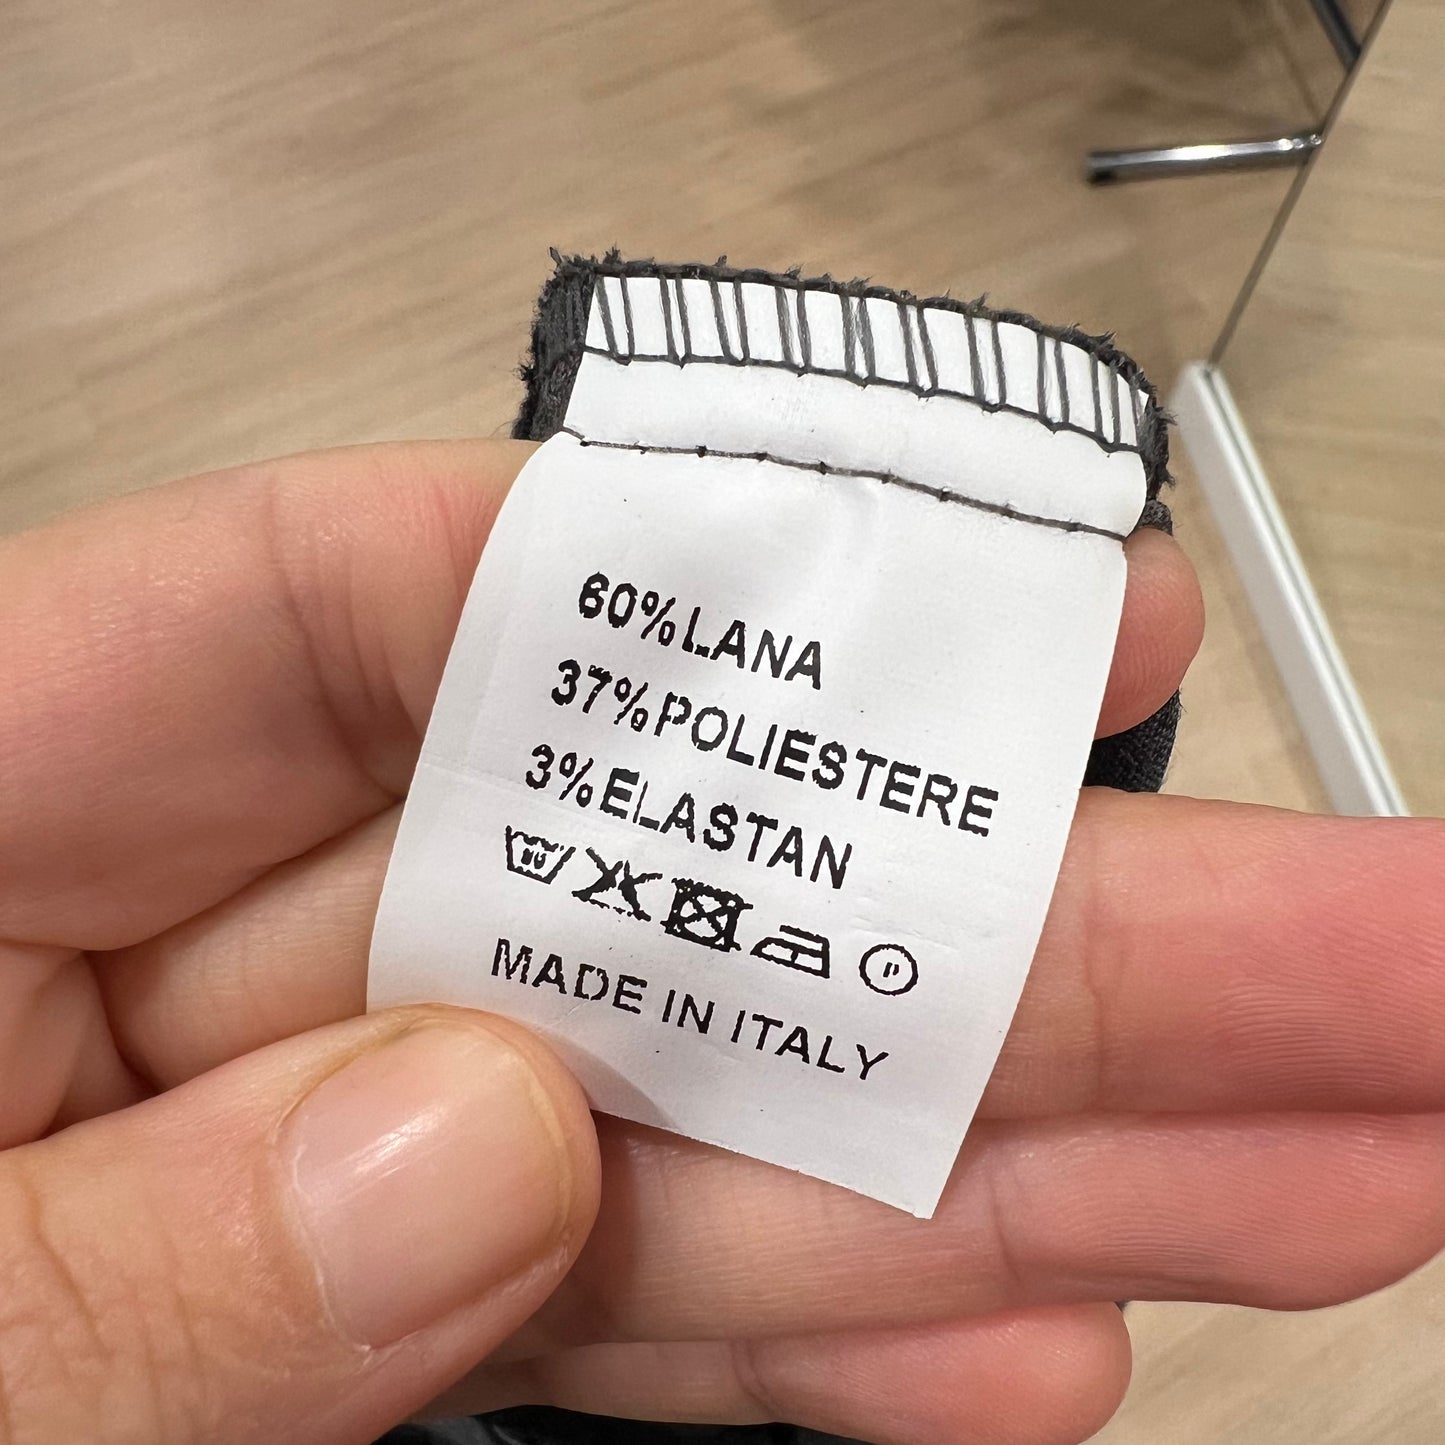 60%LANA
37%POLIESTERE
3%ELASTAN
MADE IN ITALY